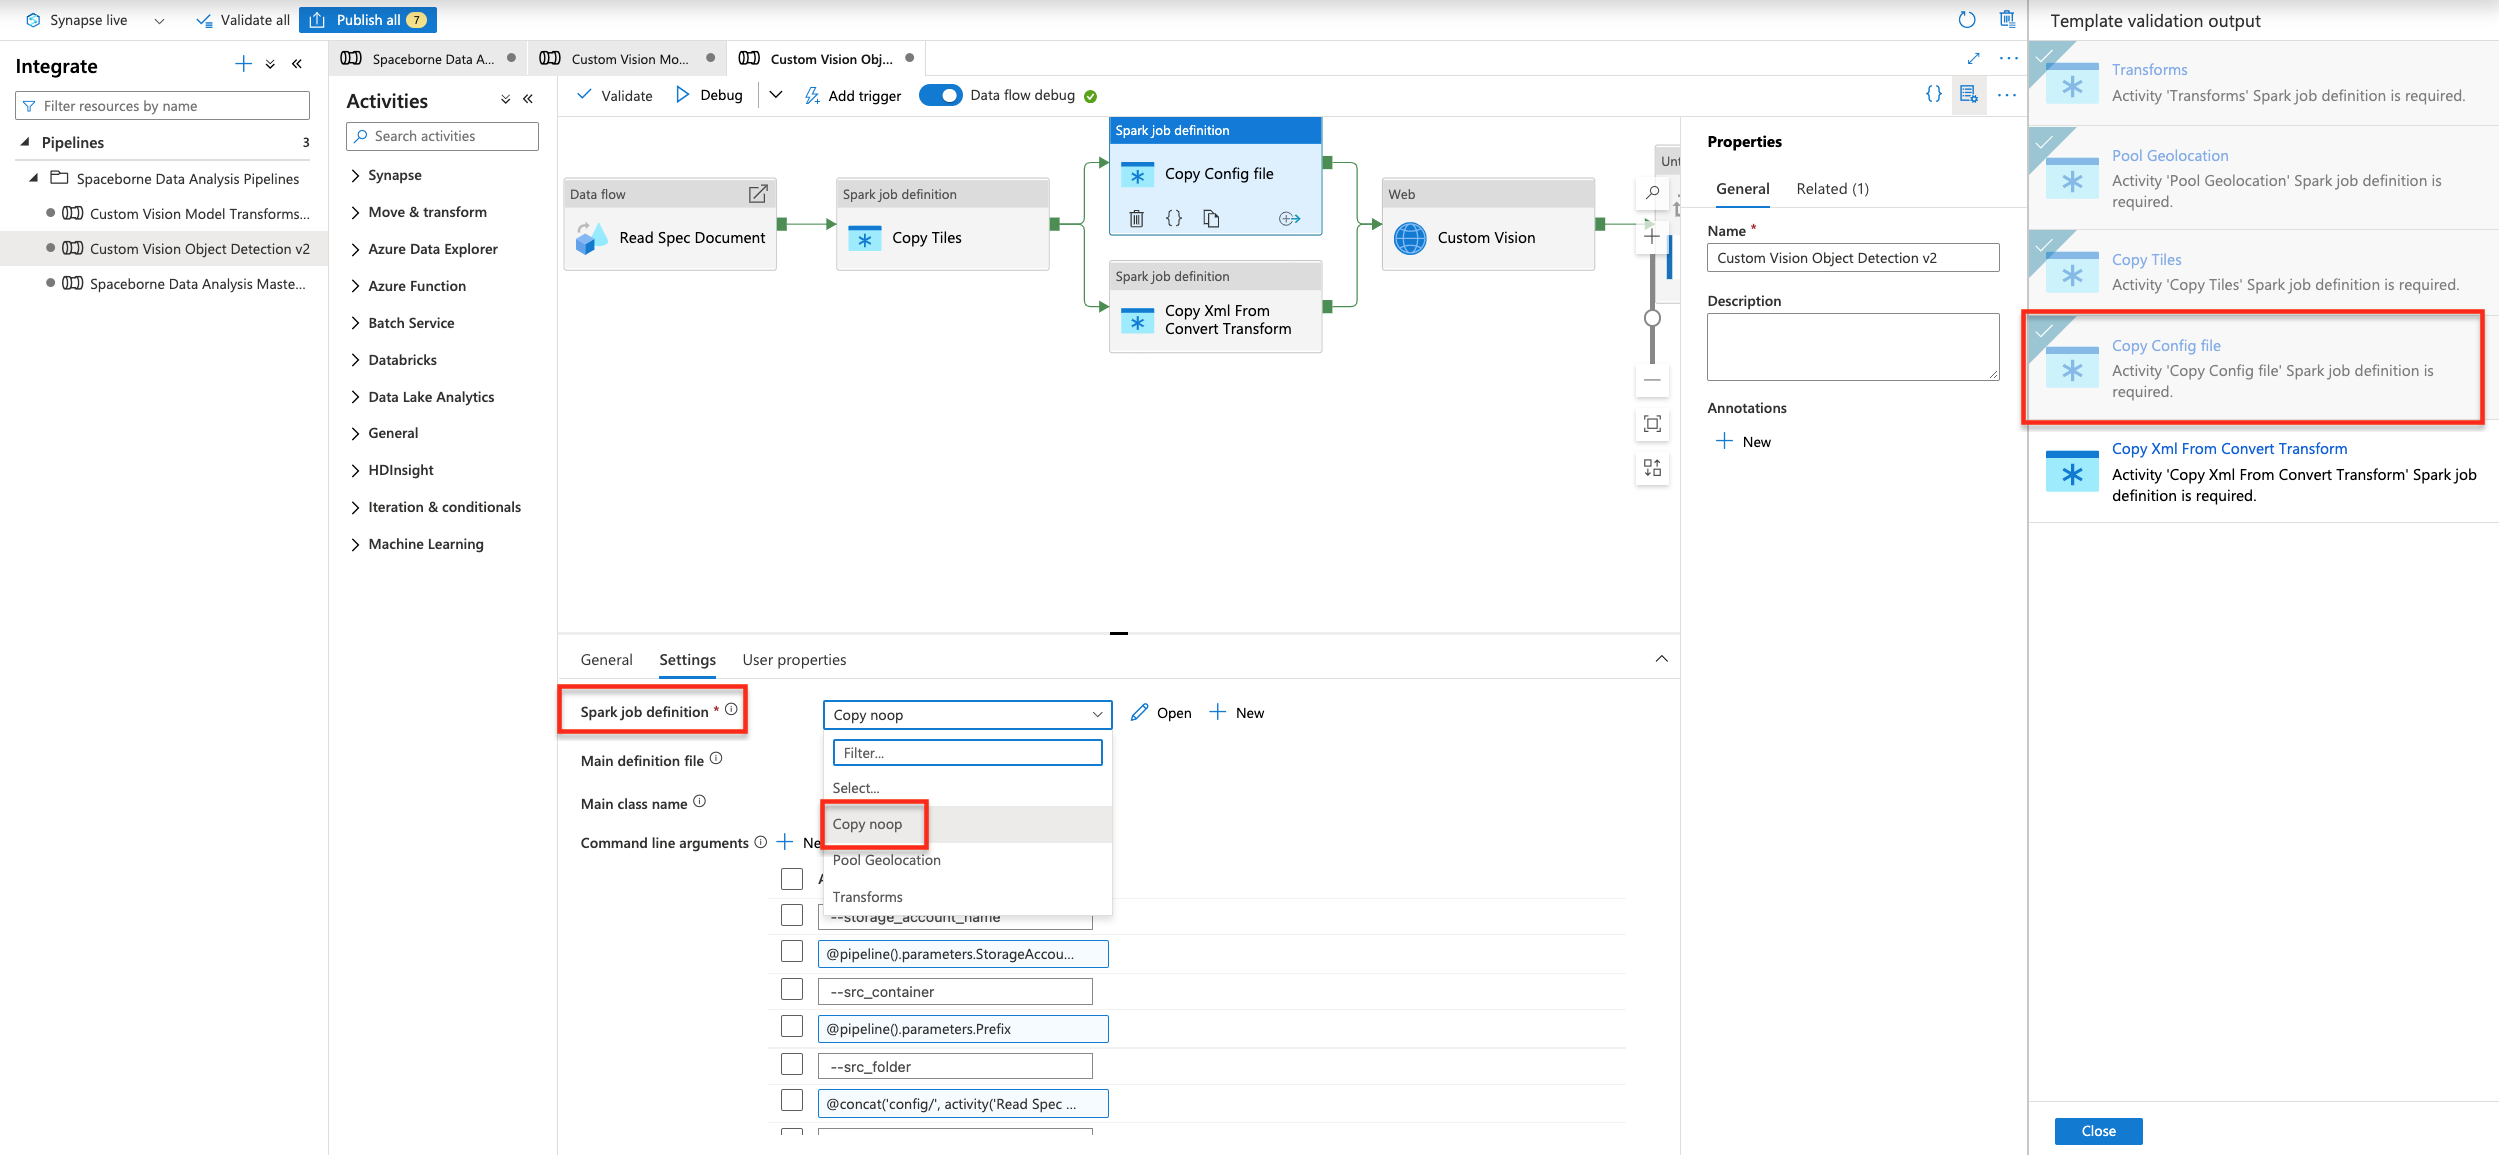 Synapse live
Validate all
Publish all 7
Template validation output
Integrate
Filter resources by name
Pipelines 3
Spaceborne Data Analysis Pipelines
Custom Vision Model Transforms...
Custom Vision Object Detection v2
Spaceborne Data Analysis Maste...
Spaceborne Data A...
Custom Vision Mo...
Custom Vision Obj...
Activities
Search activities
Synapse
Move & transform
Azure Data Explorer
Azure Function
Batch Service
Databricks
Data Lake Analytics
General
HDInsight
Iteration & conditionals
Machine Learning
Validate
Debug
Add trigger
Data flow debug
Data flow
Read Spec Document
Spark job definition
Copy Tiles
Spark job definition
Copy Config file
Spark job definition
Copy Xml From
Convert Transform
Web
Custom Vision
Unt
General
Settings
User properties
Spark job definition *
Copy noop
Open
New
Filter...
Select...
Copy noop
Pool Geolocation
Transforms
Main definition file
Main class name
Command line arguments
--storage_account_name
@pipeline().parameters.StorageAccou...
--src_container
@pipeline().parameters.Prefix
--src_folder
@concat('config/', activity('Read Spec ...
Properties
General
Related (1)
Name *
Custom Vision Object Detection v2
Description
Annotations
New
Transforms
Activity 'Transforms' Spark job definition is required.
Pool Geolocation
Activity 'Pool Geolocation' Spark job definition is
required.
Copy Tiles
Activity 'Copy Tiles' Spark job definition is required.
Copy Config file
Activity 'Copy Config file' Spark job definition is
required.
Copy Xml From Convert Transform
Activity 'Copy Xml From Convert Transform' Spark job
definition is required.
Close